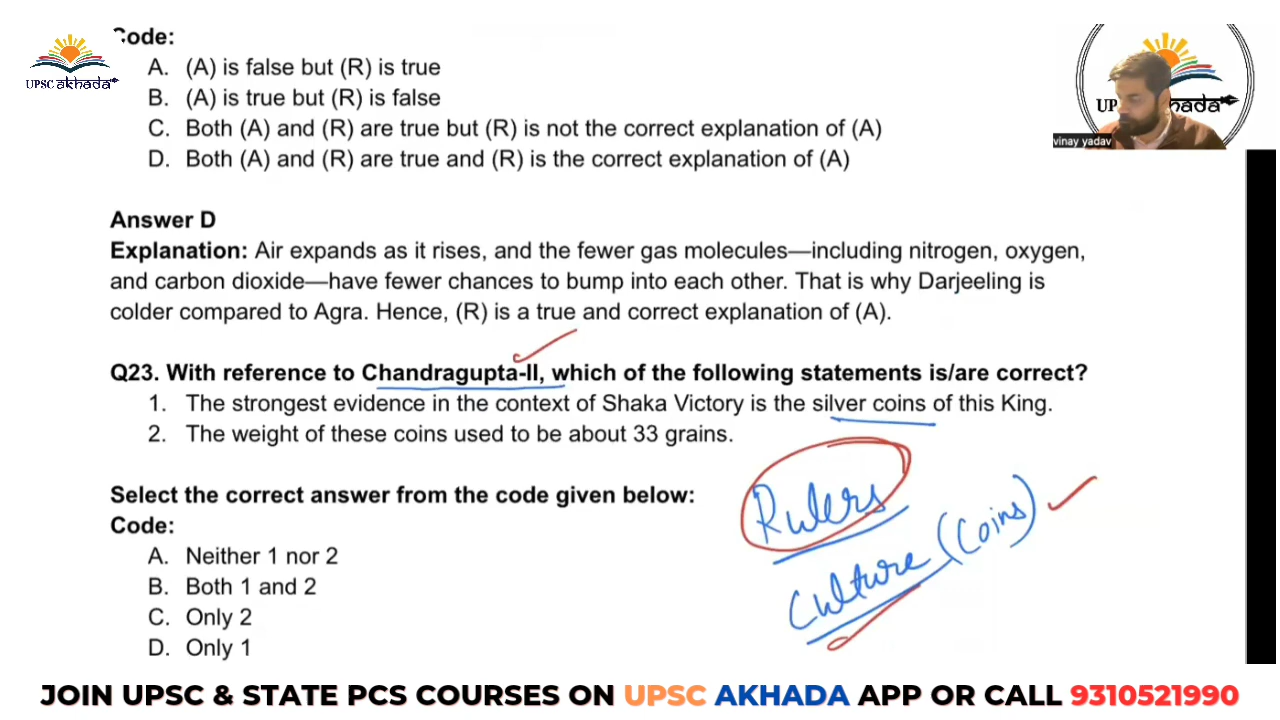 Code:
A. (A) is false but (R) is true
B. (A) is true but (R) is false
C. Both (A) and (R) are true but (R) is not the correct explanation of (A)
D. Both (A) and (R) are true and (R) is the correct explanation of (A)
UPSC akhada
UP hada
vinay yadav
Answer D
Explanation: Air expands as it rises, and the fewer gas molecules—including nitrogen, oxygen,
and carbon dioxide—have fewer chances to bump into each other. That is why Darjeeling is
colder compared to Agra. Hence, (R) is a true and correct explanation of (A).
Q23. With reference to Chandragupta-II, which of the following statements is/are correct?
1. The strongest evidence in the context of Shaka Victory is the silver coins of this King.
2. The weight of these coins used to be about 33 grains.
Select the correct answer from the code given below:
Code:
A. Neither 1 nor 2
B. Both 1 and 2
C. Only 2
D. Only 1
Rulers
Culture (Coins)
JOIN UPSC & STATE PCS COURSES ON UPSC AKHADA APP OR CALL 9310521990